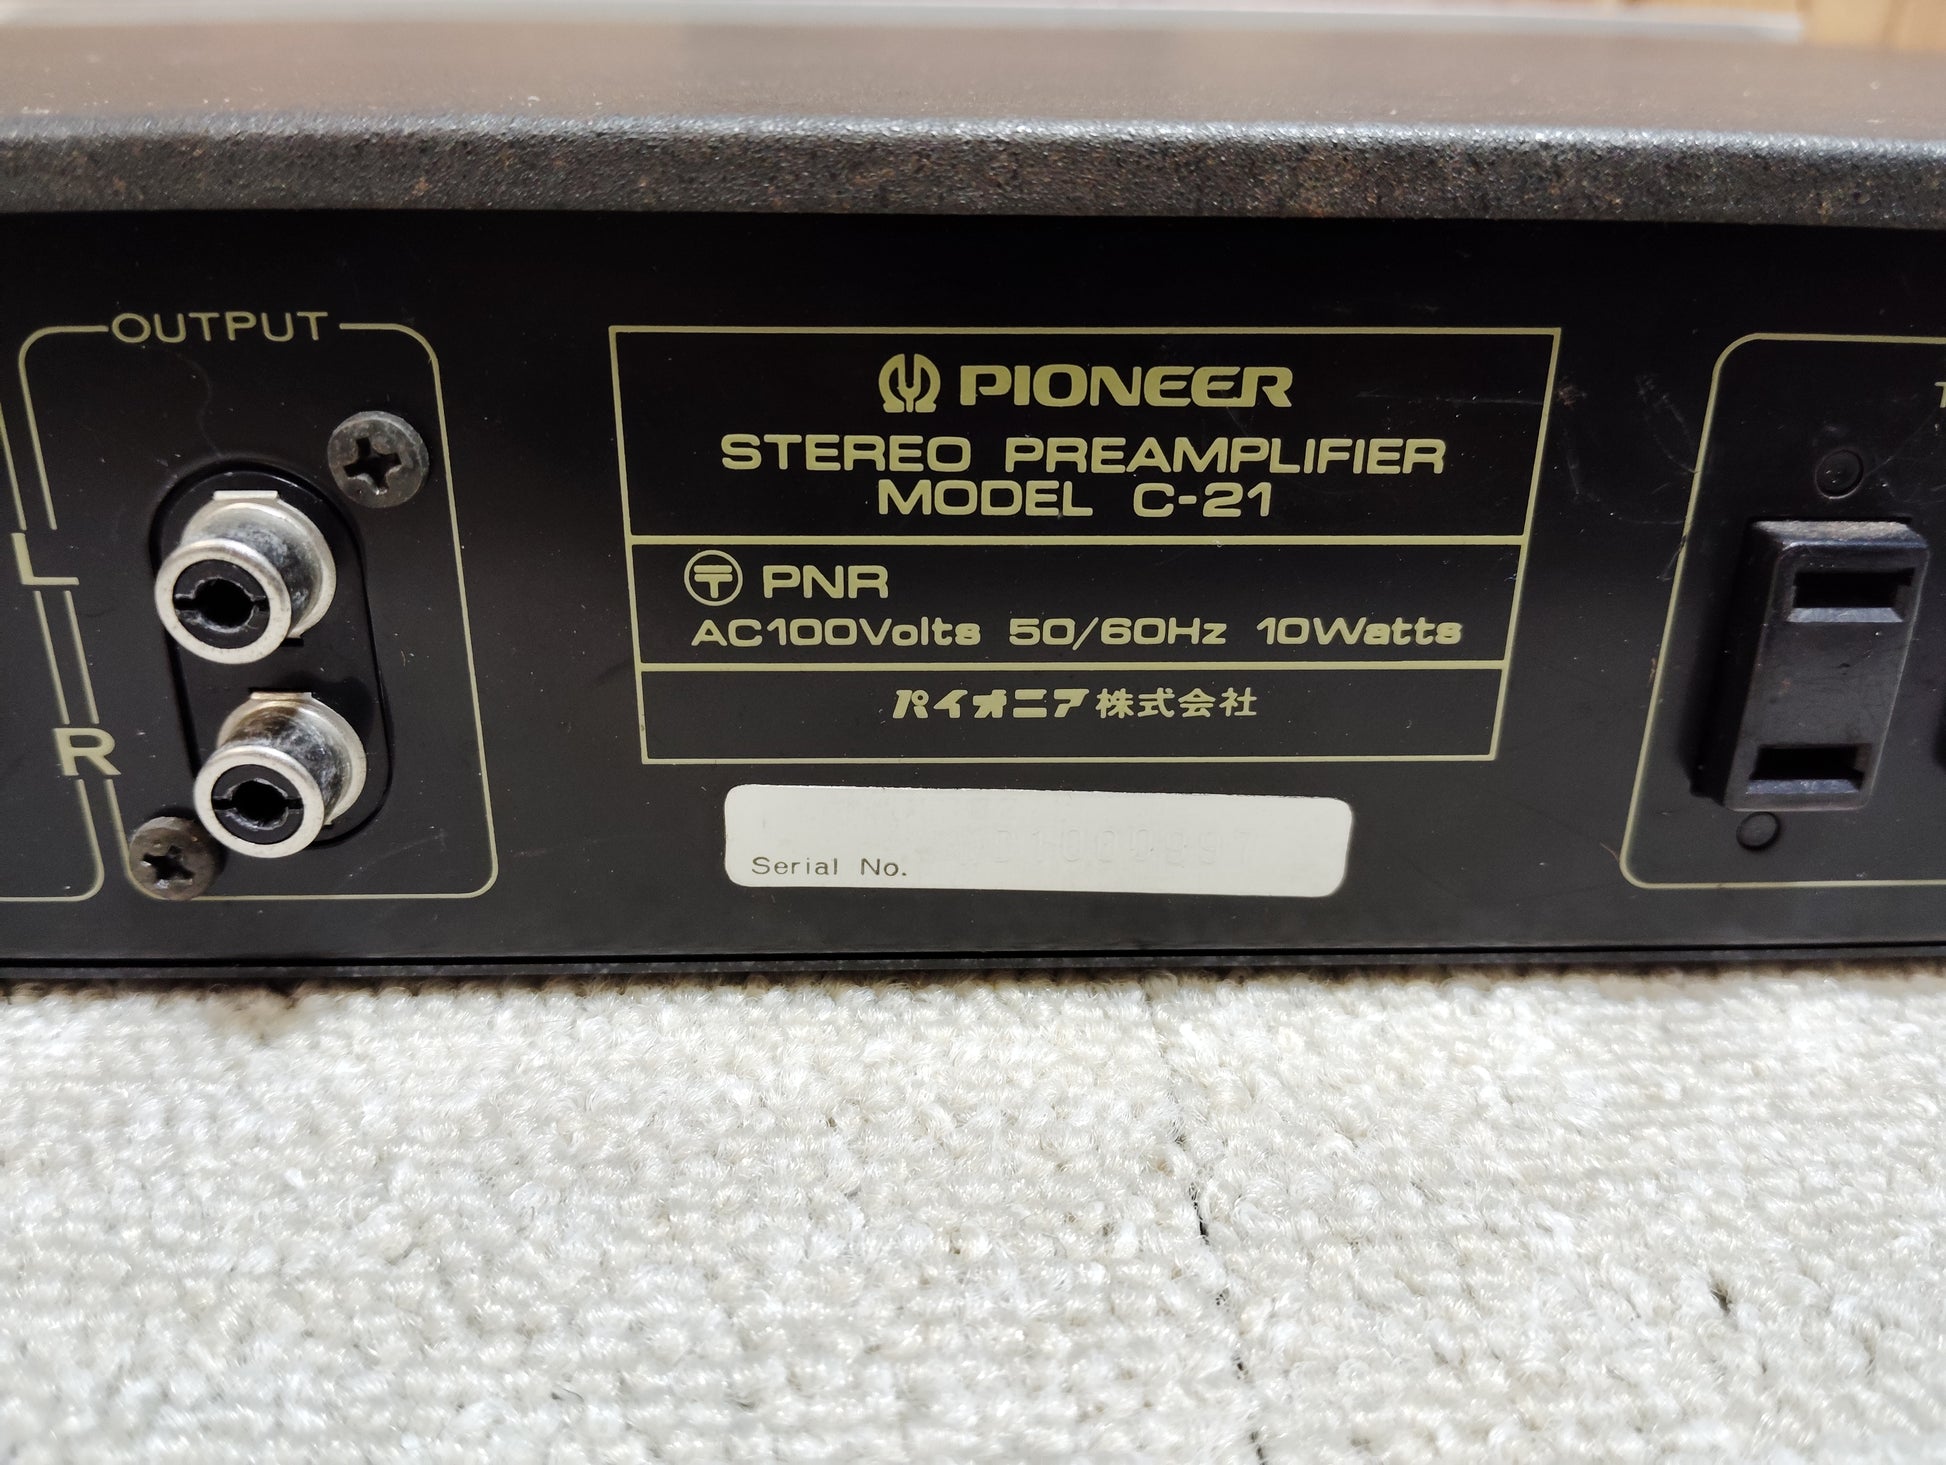 OUTPUT
L
R
PIONEER
STEREO PREAMPLIFIER
MODEL C-21
〒 PNR
AC100Volts 50/60Hz 10Watts
パイオニア株式会社
Serial No.